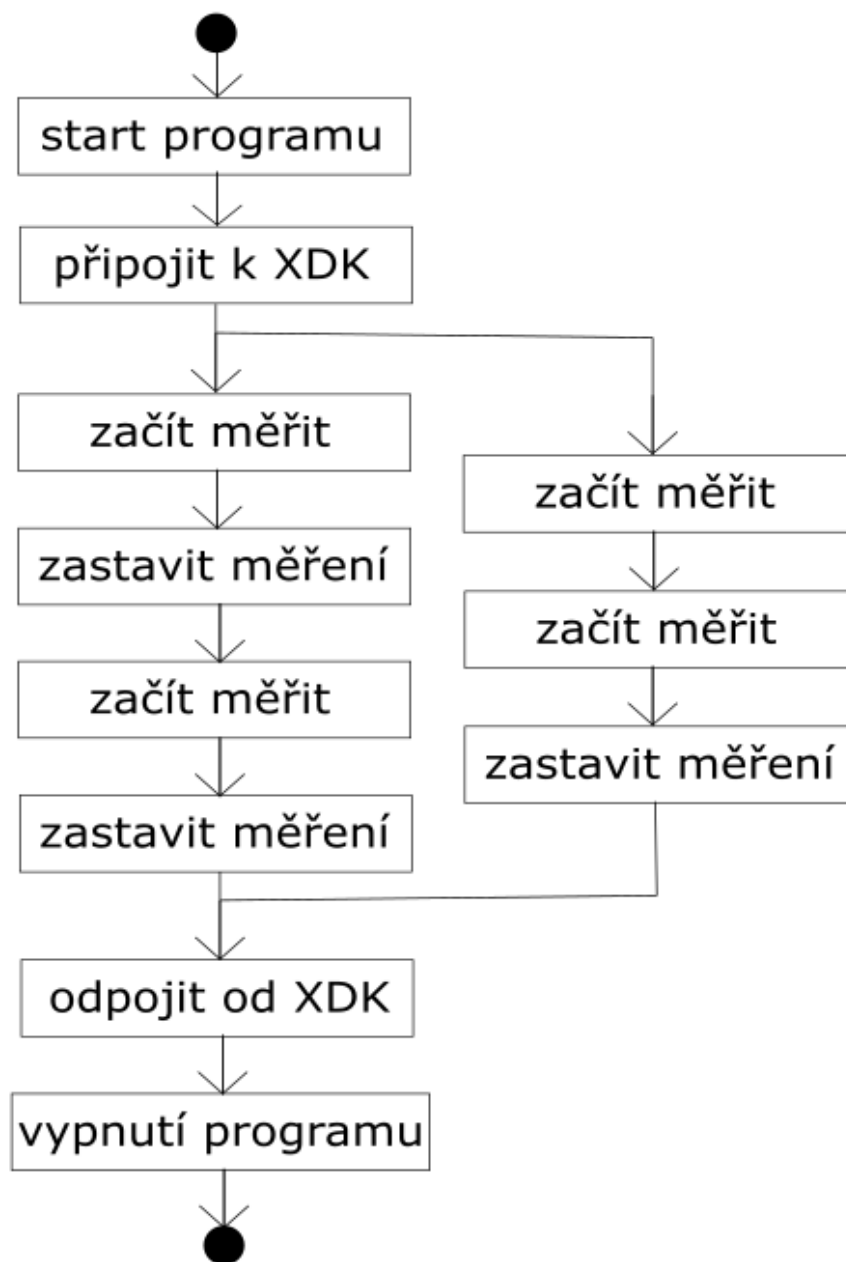 start programu
připojit k XDK
začít měřit
zastavit měření
začít měřit
zastavit měření
začít měřit
začít měřit
zastavit měření
odpojit od XDK
vypnutí programu